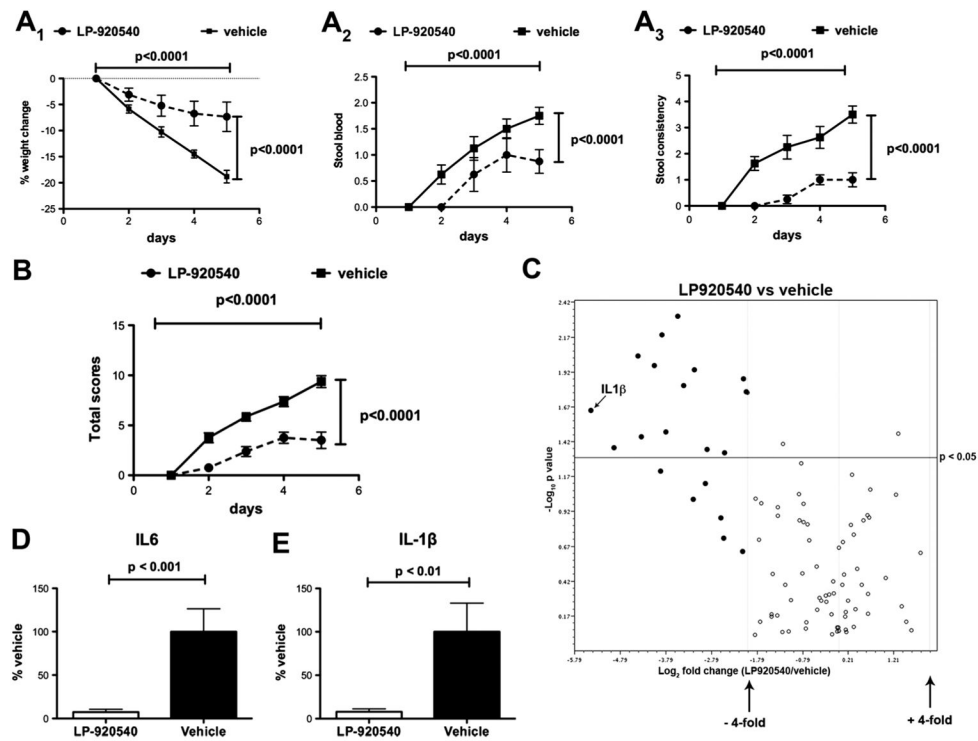 A1
LP-920540 vehicle
p<0.0001
0
-5
-10
-15
-20
-25
% weight change
p<0.0001
0 2 4 6
days
A2
LP-920540 vehicle
p<0.0001
2.5
2.0
1.5
1.0
0.5
0.0
Stool blood
p<0.0001
0 2 4 6
days
A3
LP-920540 vehicle
p<0.0001
6
5
4
3
2
1
0
Stool consistency
p<0.0001
0 2 4 6
days
B
LP-920540 vehicle
p<0.0001
15
10
5
0
Total scores
p<0.0001
0 2 4 6
days
C
LP920540 vs vehicle
2.42
2.17
1.92
1.67
1.42
0.92
0.67
0.42
0.17
-Log10 p value
IL1β
p < 0.05
-5.79 -4.79 -3.79 -2.79 -1.79 -0.79 0.21 1.21
Log2 fold change (LP920540/vehicle)
- 4-fold
+ 4-fold
D
IL6
p < 0.001
150
100
50
0
% vehicle
LP-920540 Vehicle
E
IL-1β
p < 0.01
150
100
50
0
% vehicle
LP-920540 Vehicle